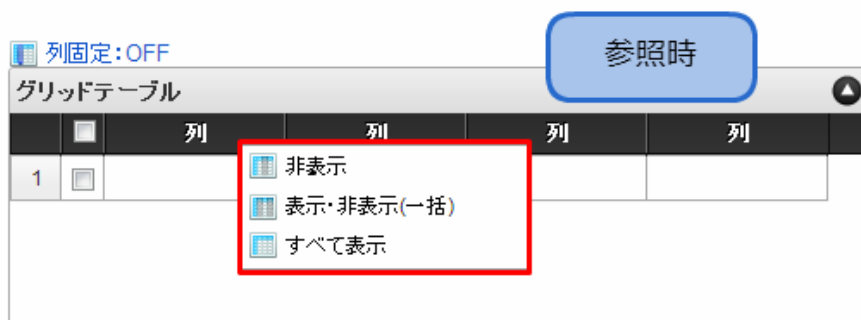 参照時
列固定:OFF
グリッドテーブル
列 列 列 列
1
非表示
表示・非表示(一括)
すべて表示